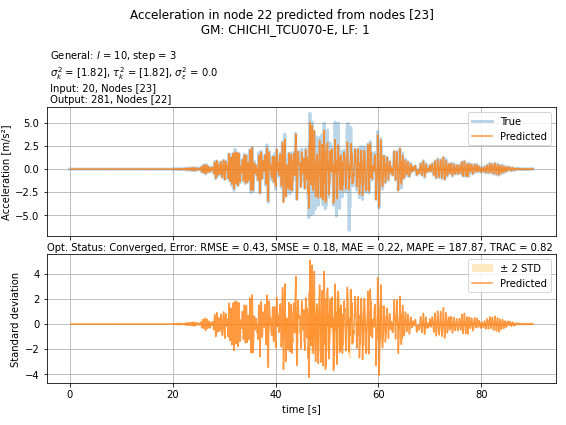 Acceleration in node 22 predicted from nodes [23]
GM: CHICHI_TCU070-E, LF: 1
General: l = 10, step = 3
σ²ₖ = [1.82], τ²ₖ = [1.82], σ²ε = 0.0
Input: 20, Nodes [23]
Output: 281, Nodes [22]
Acceleration [m/s²]
5.0
2.5
0.0
−2.5
−5.0
True
Predicted
Opt. Status: Converged, Error: RMSE = 0.43, SMSE = 0.18, MAE = 0.22, MAPE = 187.87, TRAC = 0.82
Standard deviation
4
2
0
−2
−4
± 2 STD
Predicted
0 20 40 60 80
time [s]